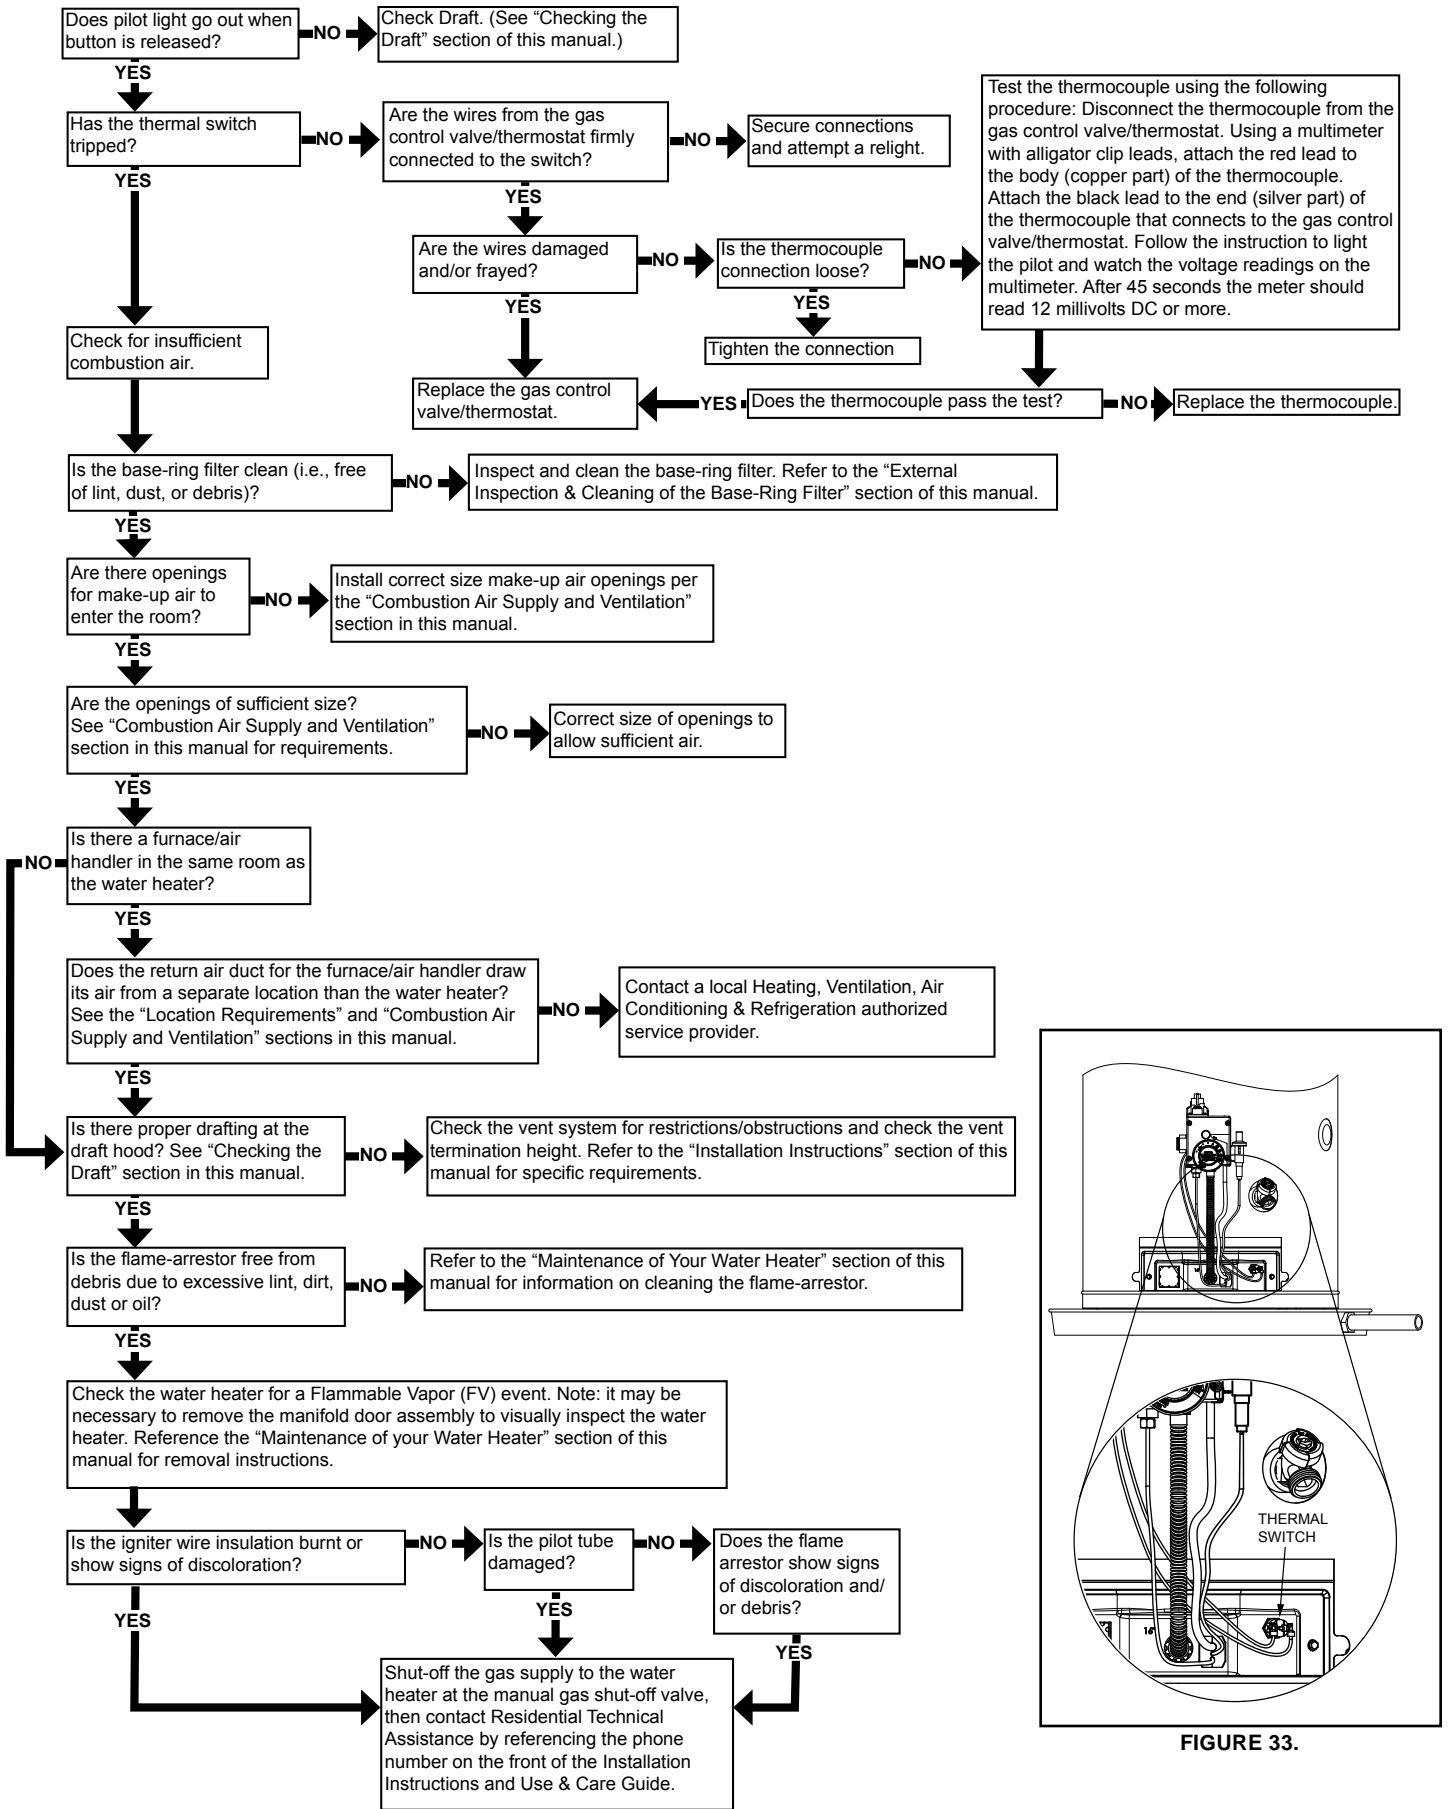 Does pilot light go out when
button is released?
NO
Check Draft. (See “Checking the
Draft” section of this manual.)
YES
Has the thermal switch
tripped?
NO
Are the wires from the gas
control valve/thermostat firmly
connected to the switch?
NO
Secure connections
and attempt a relight.
Test the thermocouple using the following
procedure: Disconnect the thermocouple from the
gas control valve/thermostat. Using a multimeter
with alligator clip leads, attach the red lead to
the body (copper part) of the thermocouple.
Attach the black lead to the end (silver part) of
the thermocouple that connects to the gas control
valve/thermostat. Follow the instruction to light
the pilot and watch the voltage readings on the
multimeter. After 45 seconds the meter should
read 12 millivolts DC or more.
YES
YES
Are the wires damaged
and/or frayed?
NO
Is the thermocouple
connection loose?
NO
YES
YES
Tighten the connection
Check for insufficient
combustion air.
Replace the gas control
valve/thermostat.
YES
Does the thermocouple pass the test?
NO
Replace the thermocouple.
Is the base-ring filter clean (i.e., free
of lint, dust, or debris)?
NO
Inspect and clean the base-ring filter. Refer to the “External
Inspection & Cleaning of the Base-Ring Filter” section of this manual.
YES
Are there openings
for make-up air to
enter the room?
NO
Install correct size make-up air openings per
the “Combustion Air Supply and Ventilation”
section in this manual.
YES
Are the openings of sufficient size?
See “Combustion Air Supply and Ventilation”
section in this manual for requirements.
NO
Correct size of openings to
allow sufficient air.
YES
Is there a furnace/air
handler in the same room as
the water heater?
NO
YES
Does the return air duct for the furnace/air handler draw
its air from a separate location than the water heater?
See the “Location Requirements” and “Combustion Air
Supply and Ventilation” sections in this manual.
NO
Contact a local Heating, Ventilation, Air
Conditioning & Refrigeration authorized
service provider.
YES
Is there proper drafting at the
draft hood? See “Checking the
Draft” section in this manual.
NO
Check the vent system for restrictions/obstructions and check the vent
termination height. Refer to the “Installation Instructions” section of this
manual for specific requirements.
YES
Is the flame-arrestor free from
debris due to excessive lint, dirt,
dust or oil?
NO
Refer to the “Maintenance of Your Water Heater” section of this
manual for information on cleaning the flame-arrestor.
YES
Check the water heater for a Flammable Vapor (FV) event. Note: it may be
necessary to remove the manifold door assembly to visually inspect the water
heater. Reference the “Maintenance of your Water Heater” section of this
manual for removal instructions.
Is the igniter wire insulation burnt or
show signs of discoloration?
NO
Is the pilot tube
damaged?
NO
Does the flame
arrestor show signs
of discoloration and/
or debris?
YES
YES
YES
Shut-off the gas supply to the water
heater at the manual gas shut-off valve,
then contact Residential Technical
Assistance by referencing the phone
number on the front of the Installation
Instructions and Use & Care Guide.
THERMAL
SWITCH
16
FIGURE 33.